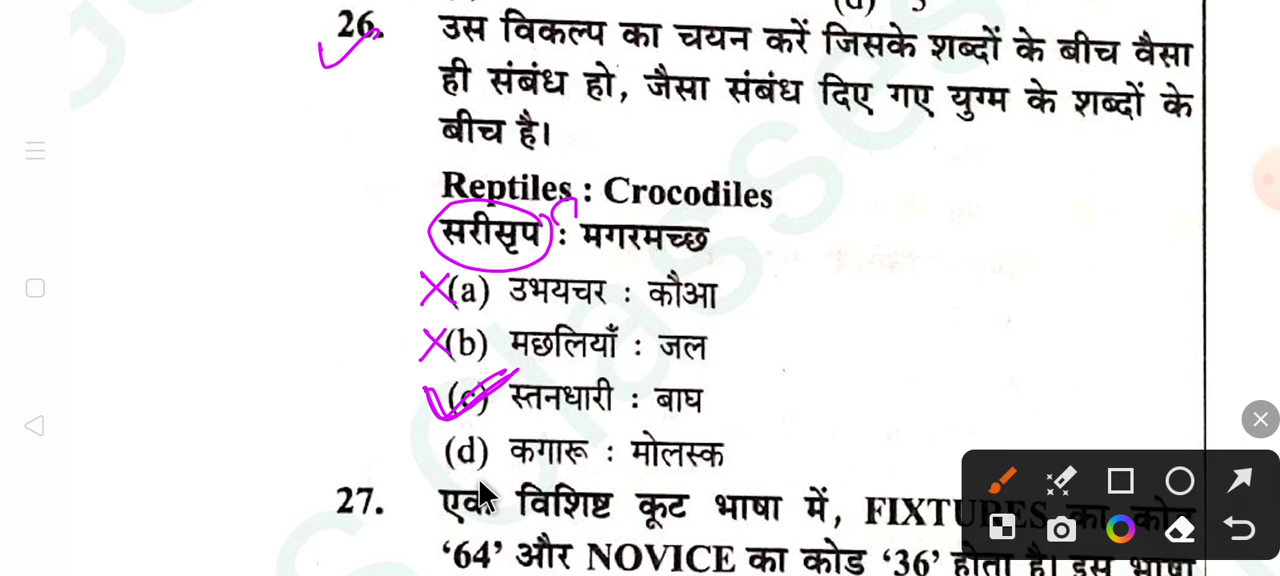 (d) 5
26. उस विकल्प का चयन करें जिसके शब्दों के बीच वैसा
ही संबंध हो, जैसा संबंध दिए गए युग्म के शब्दों के
बीच है।
Reptiles : Crocodiles
सरीसृप : मगरमच्छ
(a) उभयचर : कौआ
(b) मछलियाँ : जल
(c) स्तनधारी : बाघ
(d) कगारू : मोलस्क
27. एक विशिष्ट कूट भाषा में, FIXTURES का कोड
‘64’ और NOVICE का कोड ‘36’ होता है। इस भाषा